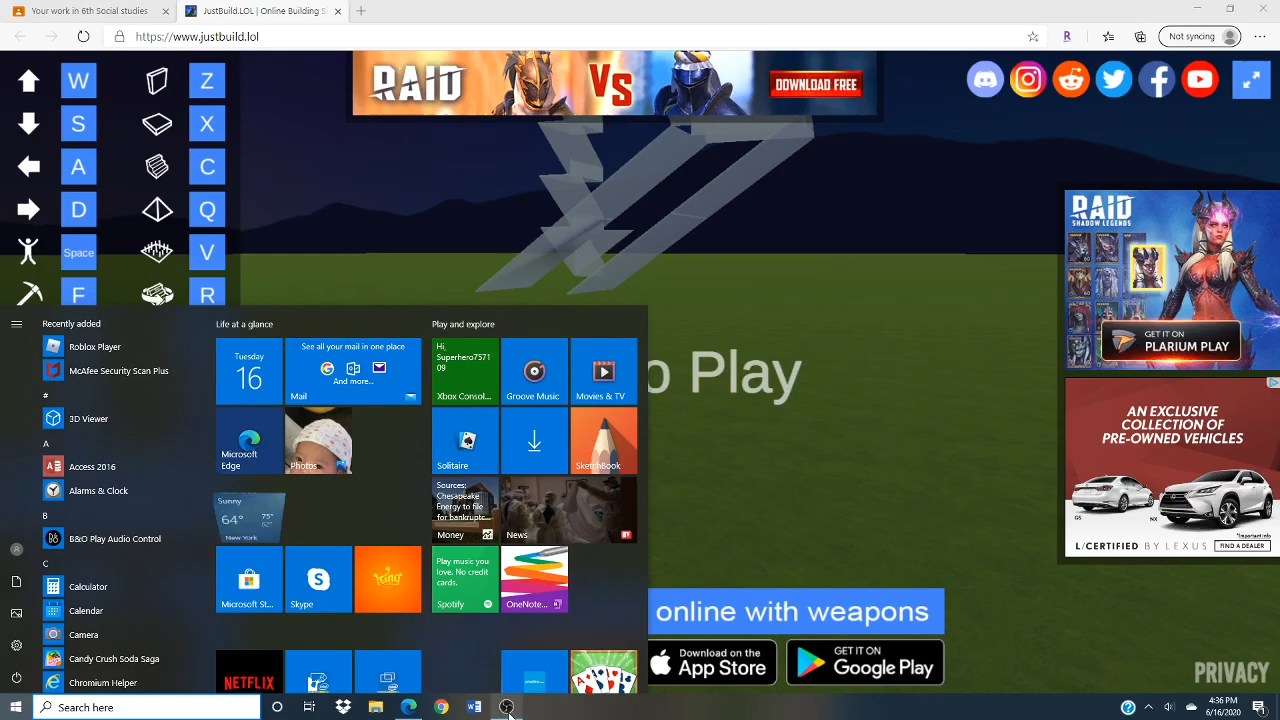 Your work in 6th Social studies
JustBuild.LOL | Online Building S
https://www.justbuild.lol
Not syncing
W
Z
S
X
A
C
D
Q
Space
V
F
R
RAID
Vs
DOWNLOAD FREE
RAID
SHADOW LEGENDS
GET IT ON
PLARIUM PLAY
AN EXCLUSIVE
COLLECTION OF
PRE-OWNED VEHICLES
GS
NX
*Important info
L/CERTIFIED BY LEXUS
FIND A DEALER
o Play
online with weapons
Download on the
App Store
GET IT ON
Google Play
PRIVACY
Recently added
Roblox Player
McAfee Security Scan Plus
#
3D Viewer
A
Access 2016
Alarms & Clock
B
B&O Play Audio Control
C
Calculator
Calendar
Camera
Candy Crush Soda Saga
Chromium Helper
Life at a glance
Tuesday
16
See all your mail in one place
And more...
Mail
Microsoft
Edge
Photos
Sunny
64°
75°
62°
New York
Microsoft St...
Skype
King
NETFLIX
Play and explore
Hi,
Superhero7571
09
Xbox Consol...
Groove Music
Movies & TV
Solitaire
SketchBook
Sources:
Chesapeake
Energy to file
for bankruptc...
Money
News
Play music you
love. No credit
cards.
Spotify
OneNote...
Search here
4:36 PM
6/16/2020